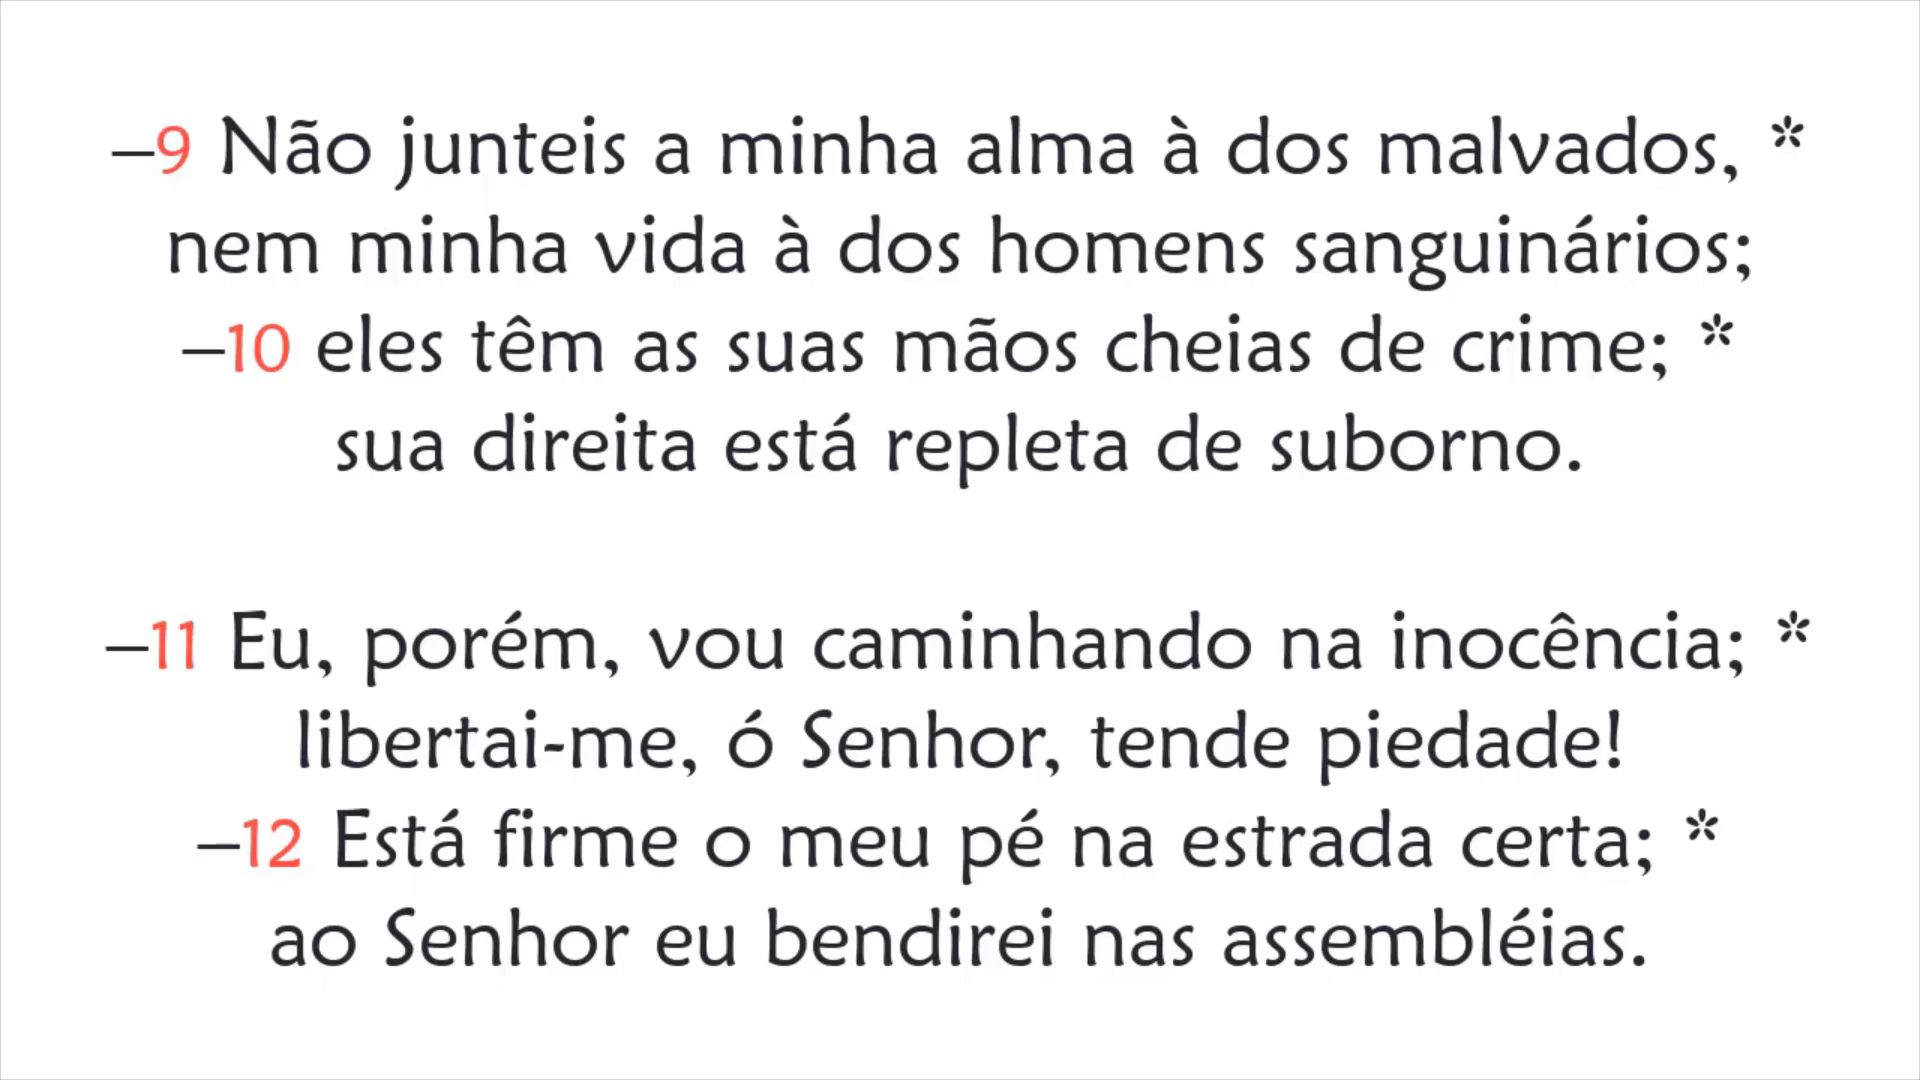 –9 Não junteis a minha alma à dos malvados, *
nem minha vida à dos homens sanguinários;
–10 eles têm as suas mãos cheias de crime; *
sua direita está repleta de suborno.
–11 Eu, porém, vou caminhando na inocência; *
libertai-me, ó Senhor, tende piedade!
–12 Está firme o meu pé na estrada certa; *
ao Senhor eu bendirei nas assembléias.